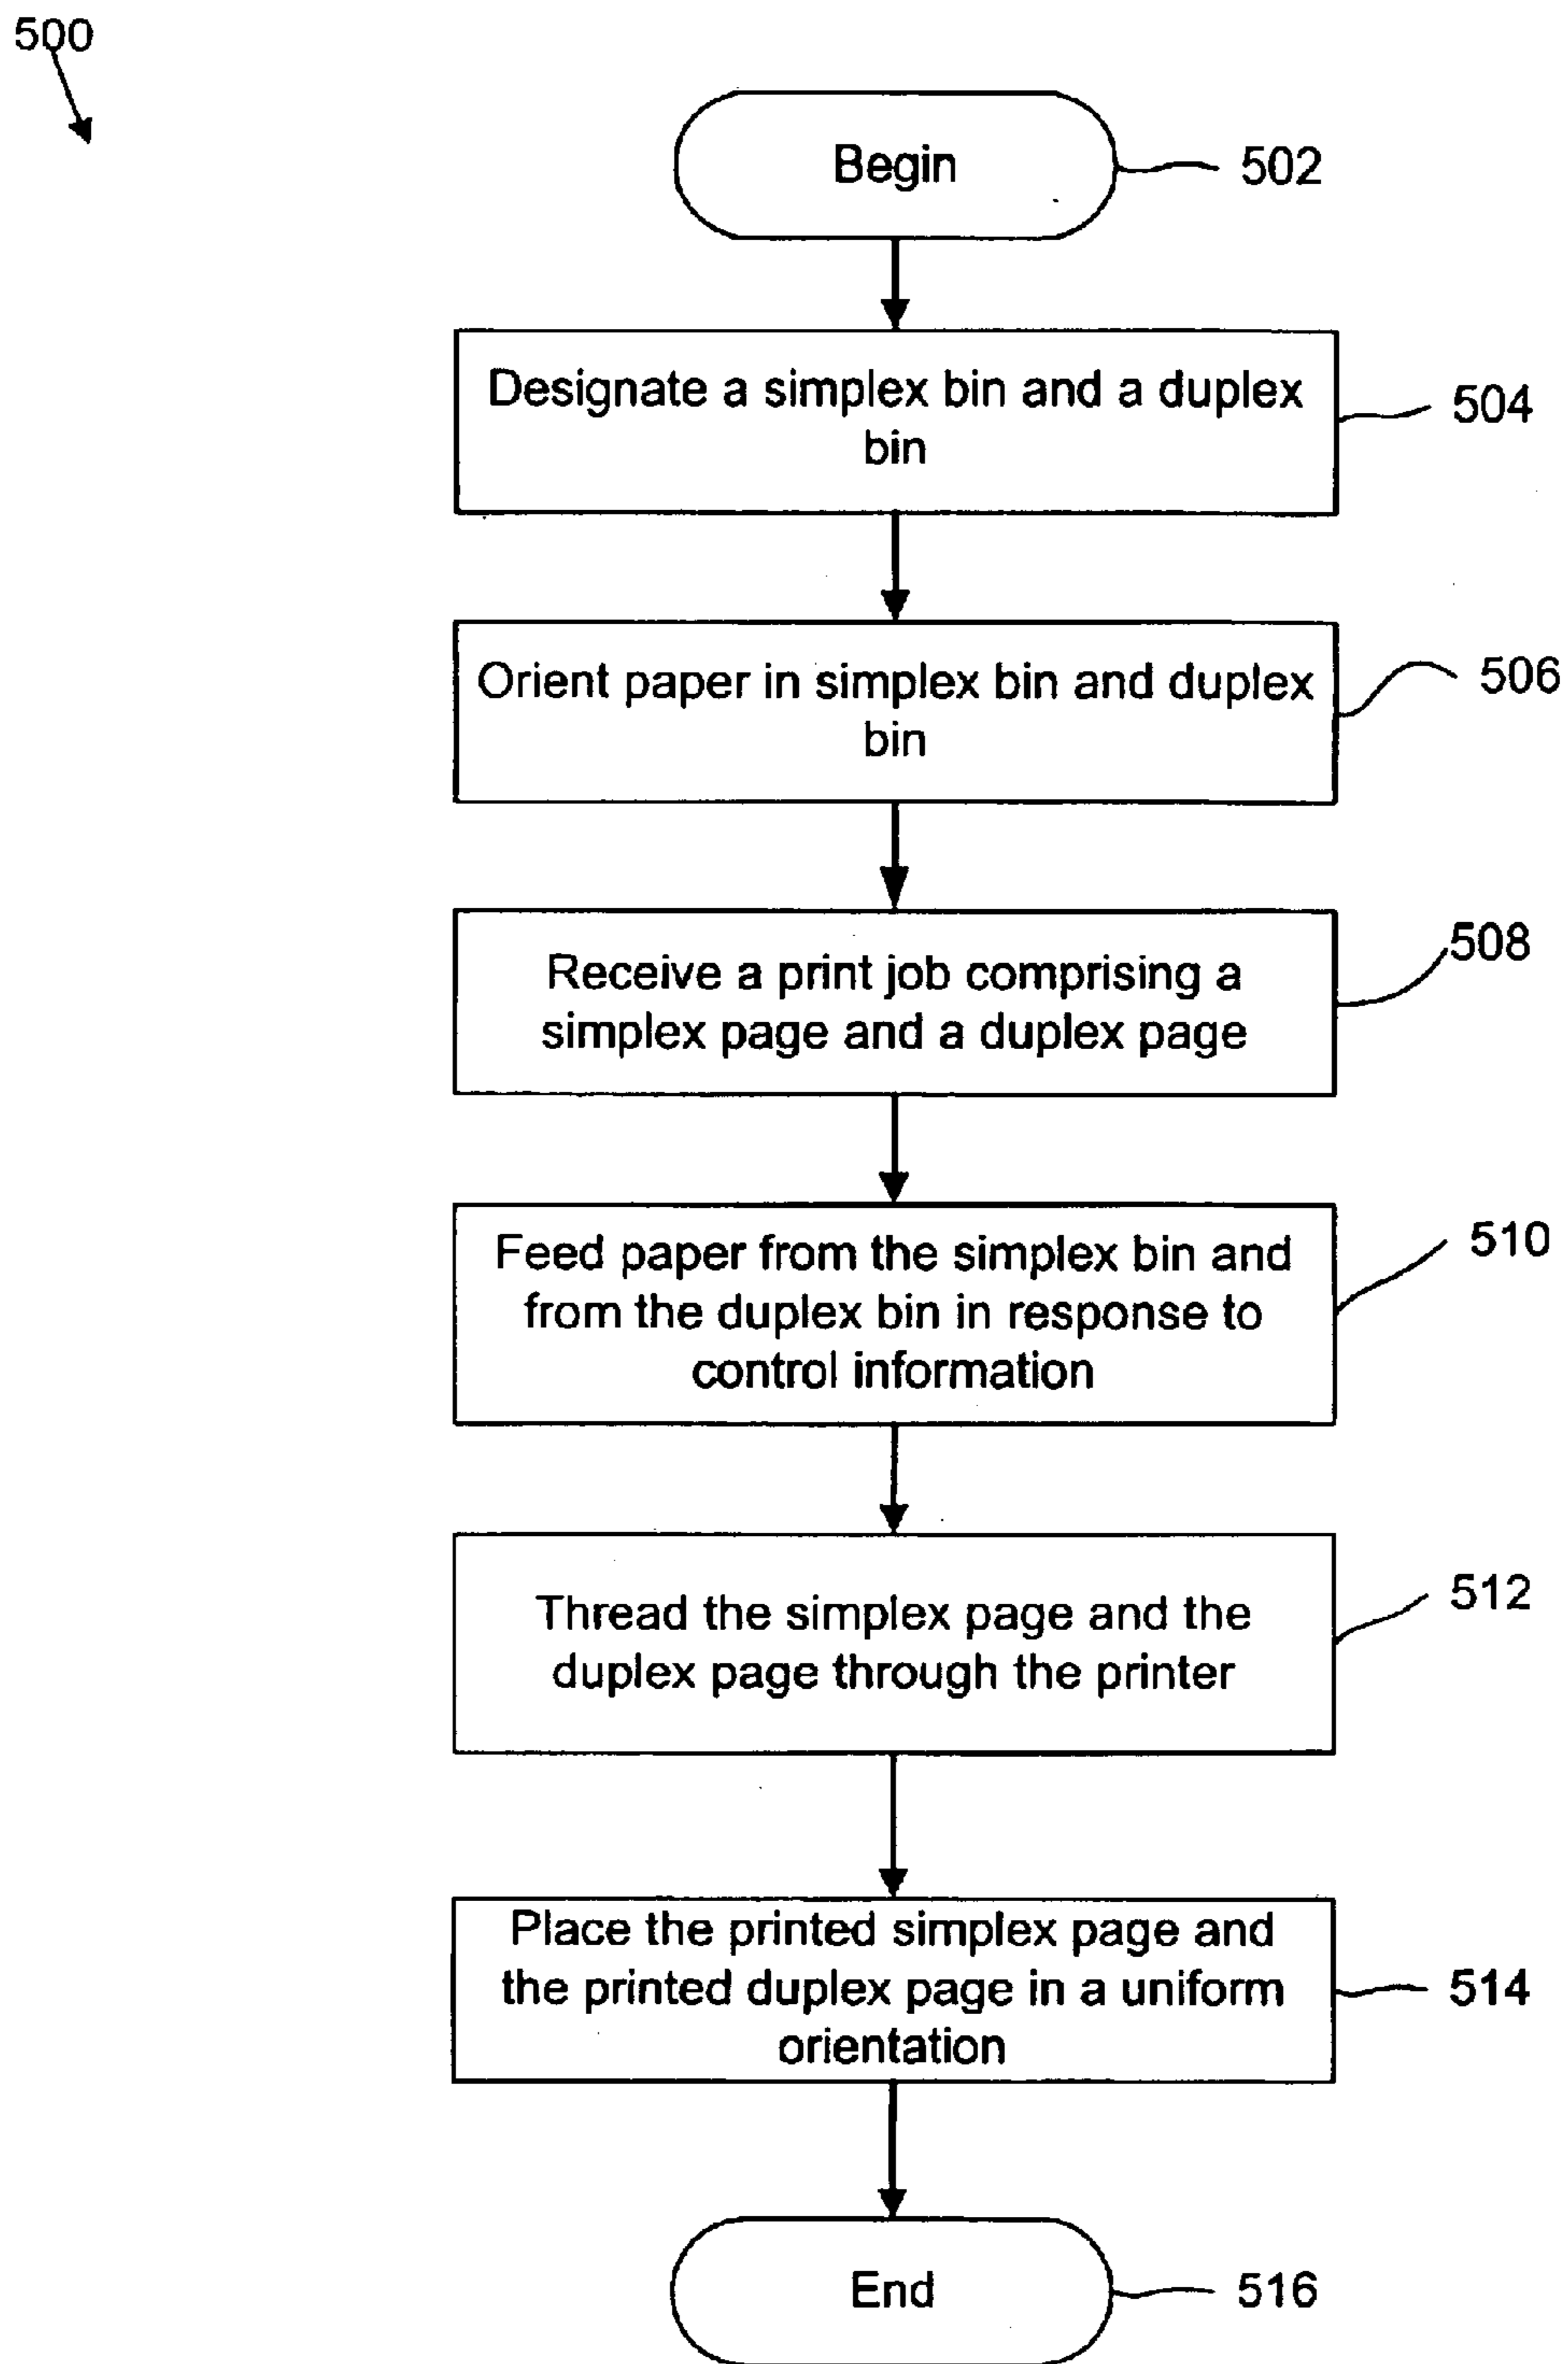 500
Begin
502
Designate a simplex bin and a duplex
bin
504
Orient paper in simplex bin and duplex
bin
506
Receive a print job comprising a
simplex page and a duplex page
508
Feed paper from the simplex bin and
from the duplex bin in response to
control information
510
Thread the simplex page and the
duplex page through the printer
512
Place the printed simplex page and
the printed duplex page in a uniform
orientation
514
End
516